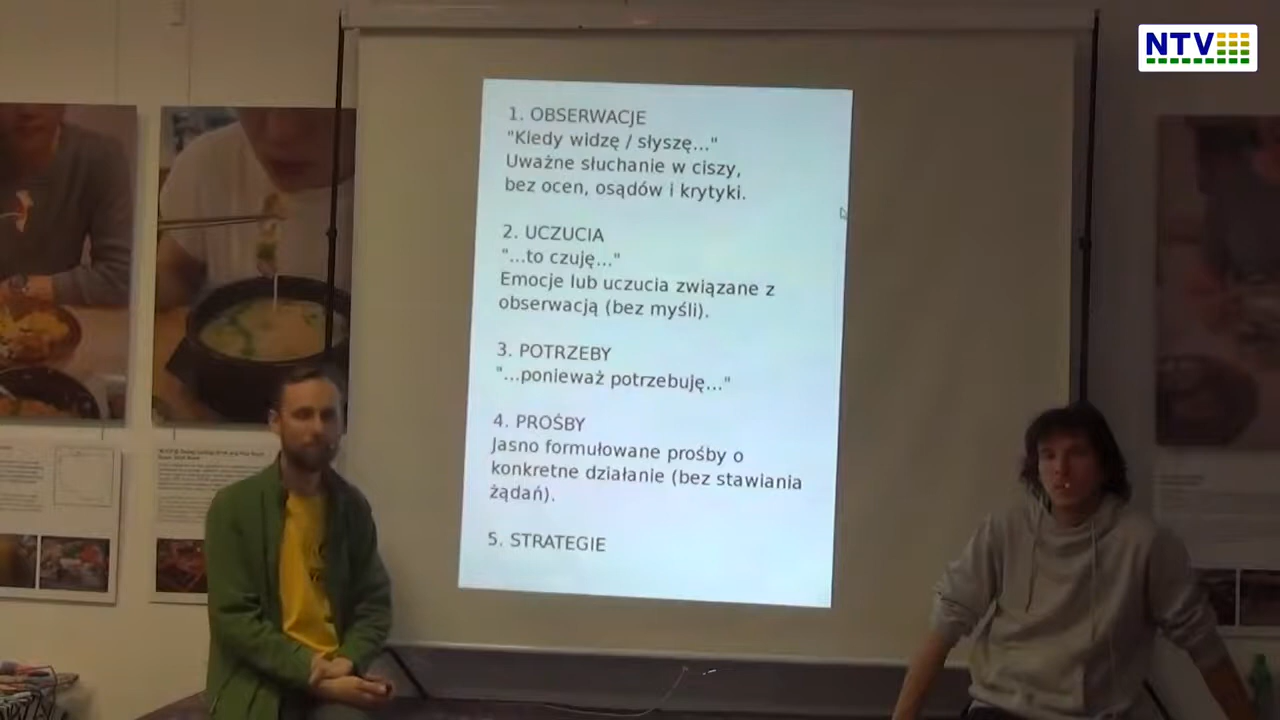 NTV
1. OBSERWACJE
"Kiedy widzę / słyszę..."
Uważne słuchanie w ciszy,
bez ocen, osądów i krytyki.
2. UCZUCIA
"...to czuję..."
Emocje lub uczucia związane z
obserwacją (bez myśli).
3. POTRZEBY
"...ponieważ potrzebuję..."
4. PROŚBY
Jasno formułowane prośby o
konkretne działanie (bez stawiania
żądań).
5. STRATEGIE